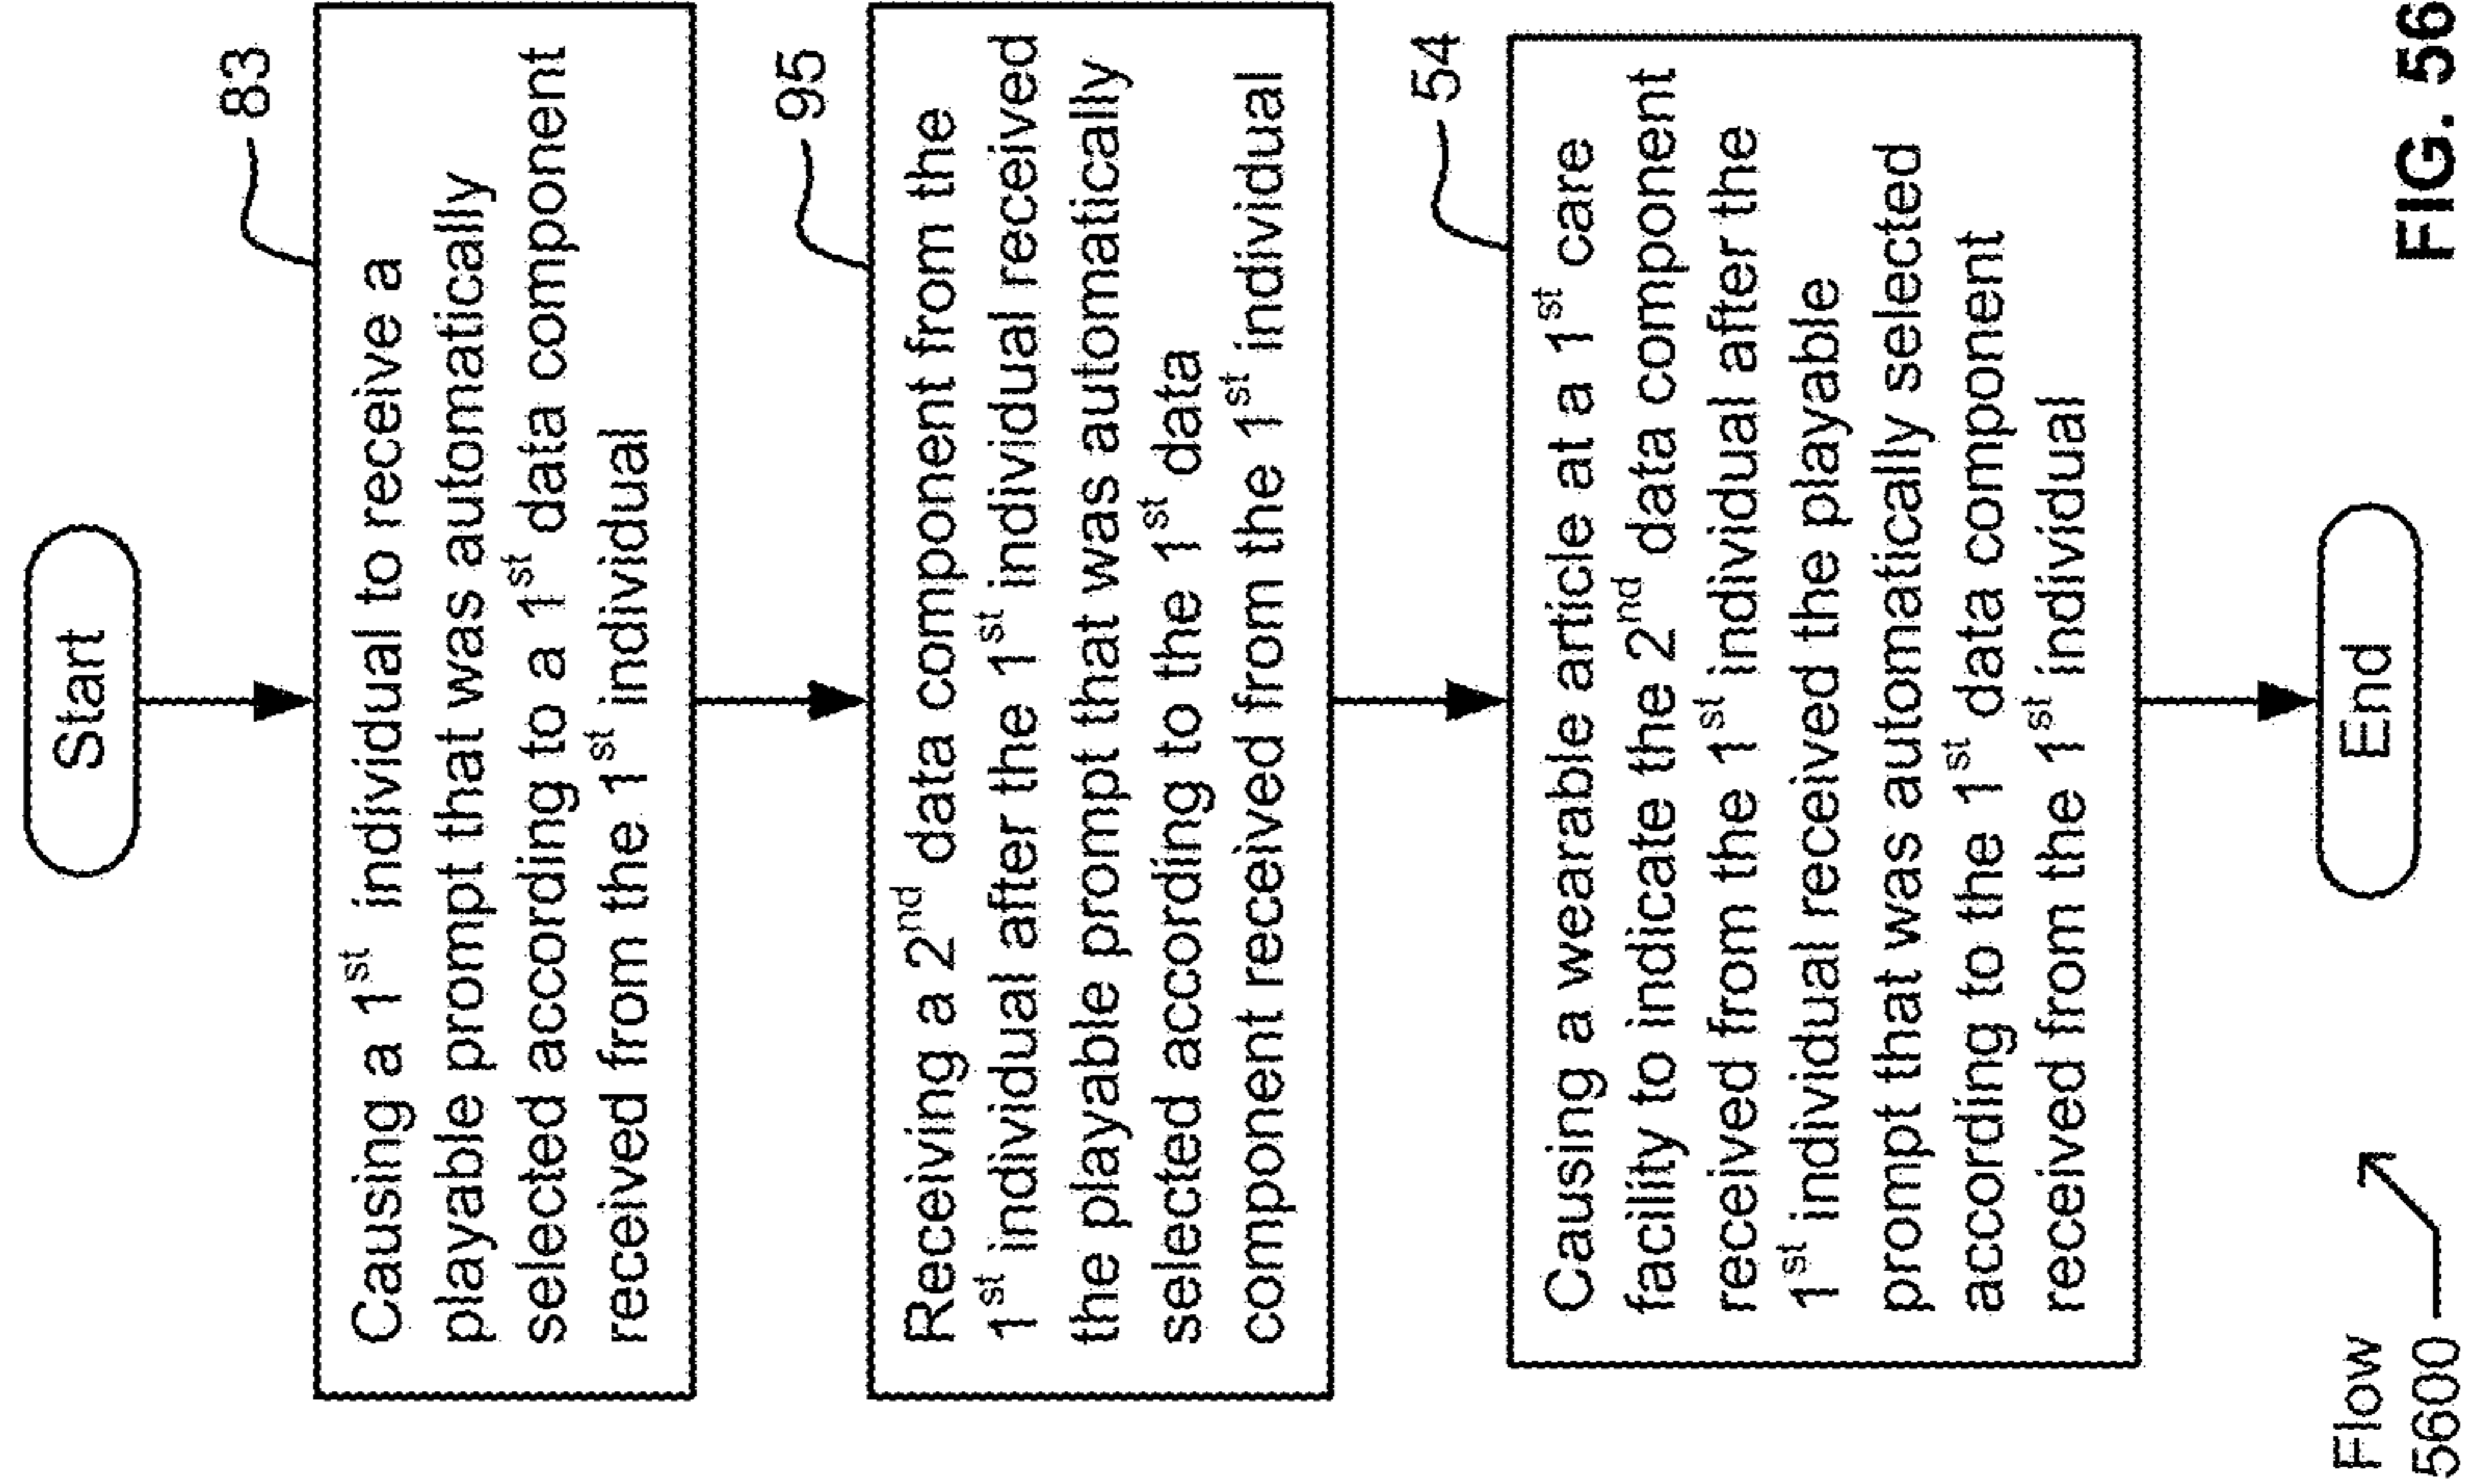 Start
83
Causing a 1st individual to receive a
playable prompt that was automatically
selected according to a 1st data component
received from the 1st individual
95
Receiving a 2nd data component from the
1st individual after the 1st individual received
the playable prompt that was automatically
selected according to the 1st data
component received from the 1st individual
54
Causing a wearable article at a 1st care
facility to indicate the 2nd data component
received from the 1st individual after the
1st individual received the playable
prompt that was automatically selected
according to the 1st data component
received from the 1st individual
End
Flow
5600
FIG. 56